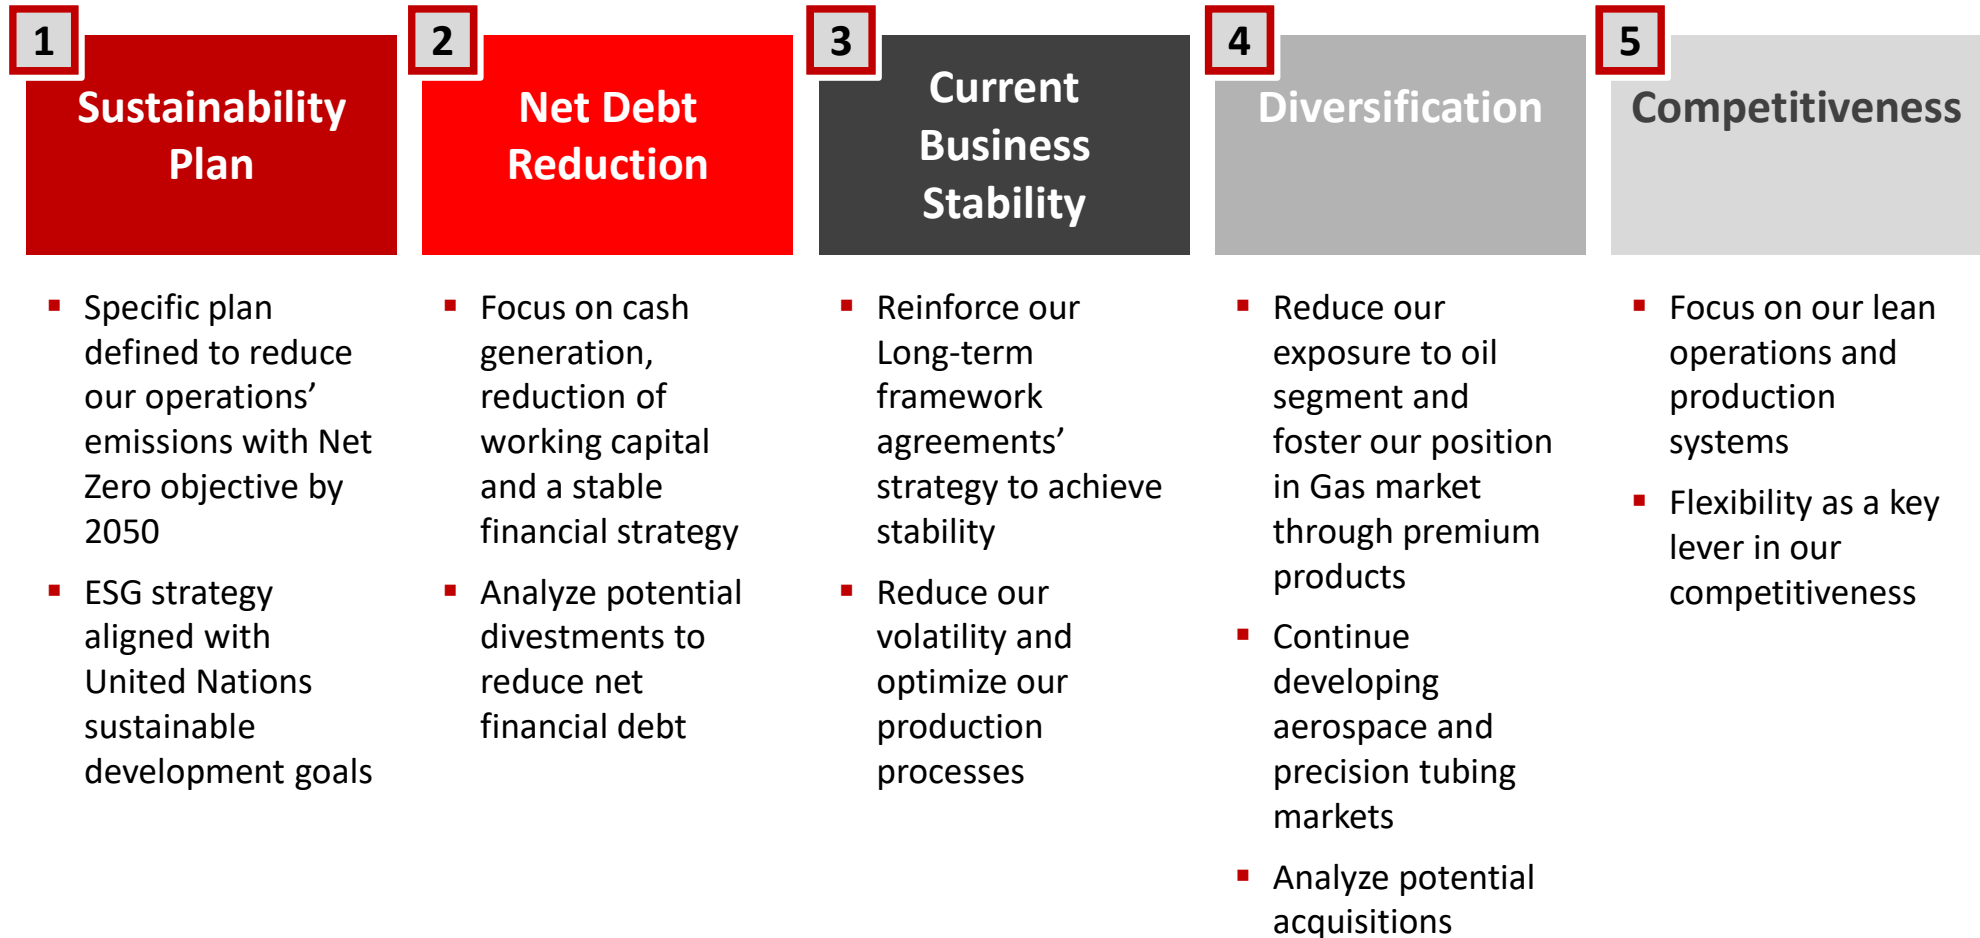 1
Sustainability
Plan
▪ Specific plan
defined to reduce
our operations’
emissions with Net
Zero objective by
2050
▪ ESG strategy
aligned with
United Nations
sustainable
development goals
2
Net Debt
Reduction
▪ Focus on cash
generation,
reduction of
working capital
and a stable
financial strategy
▪ Analyze potential
divestments to
reduce net
financial debt
3
Current
Business
Stability
▪ Reinforce our
Long-term
framework
agreements’
strategy to achieve
stability
▪ Reduce our
volatility and
optimize our
production
processes
4
Diversification
▪ Reduce our
exposure to oil
segment and
foster our position
in Gas market
through premium
products
▪ Continue
developing
aerospace and
precision tubing
markets
▪ Analyze potential
acquisitions
5
Competitiveness
▪ Focus on our lean
operations and
production
systems
▪ Flexibility as a key
lever in our
competitiveness